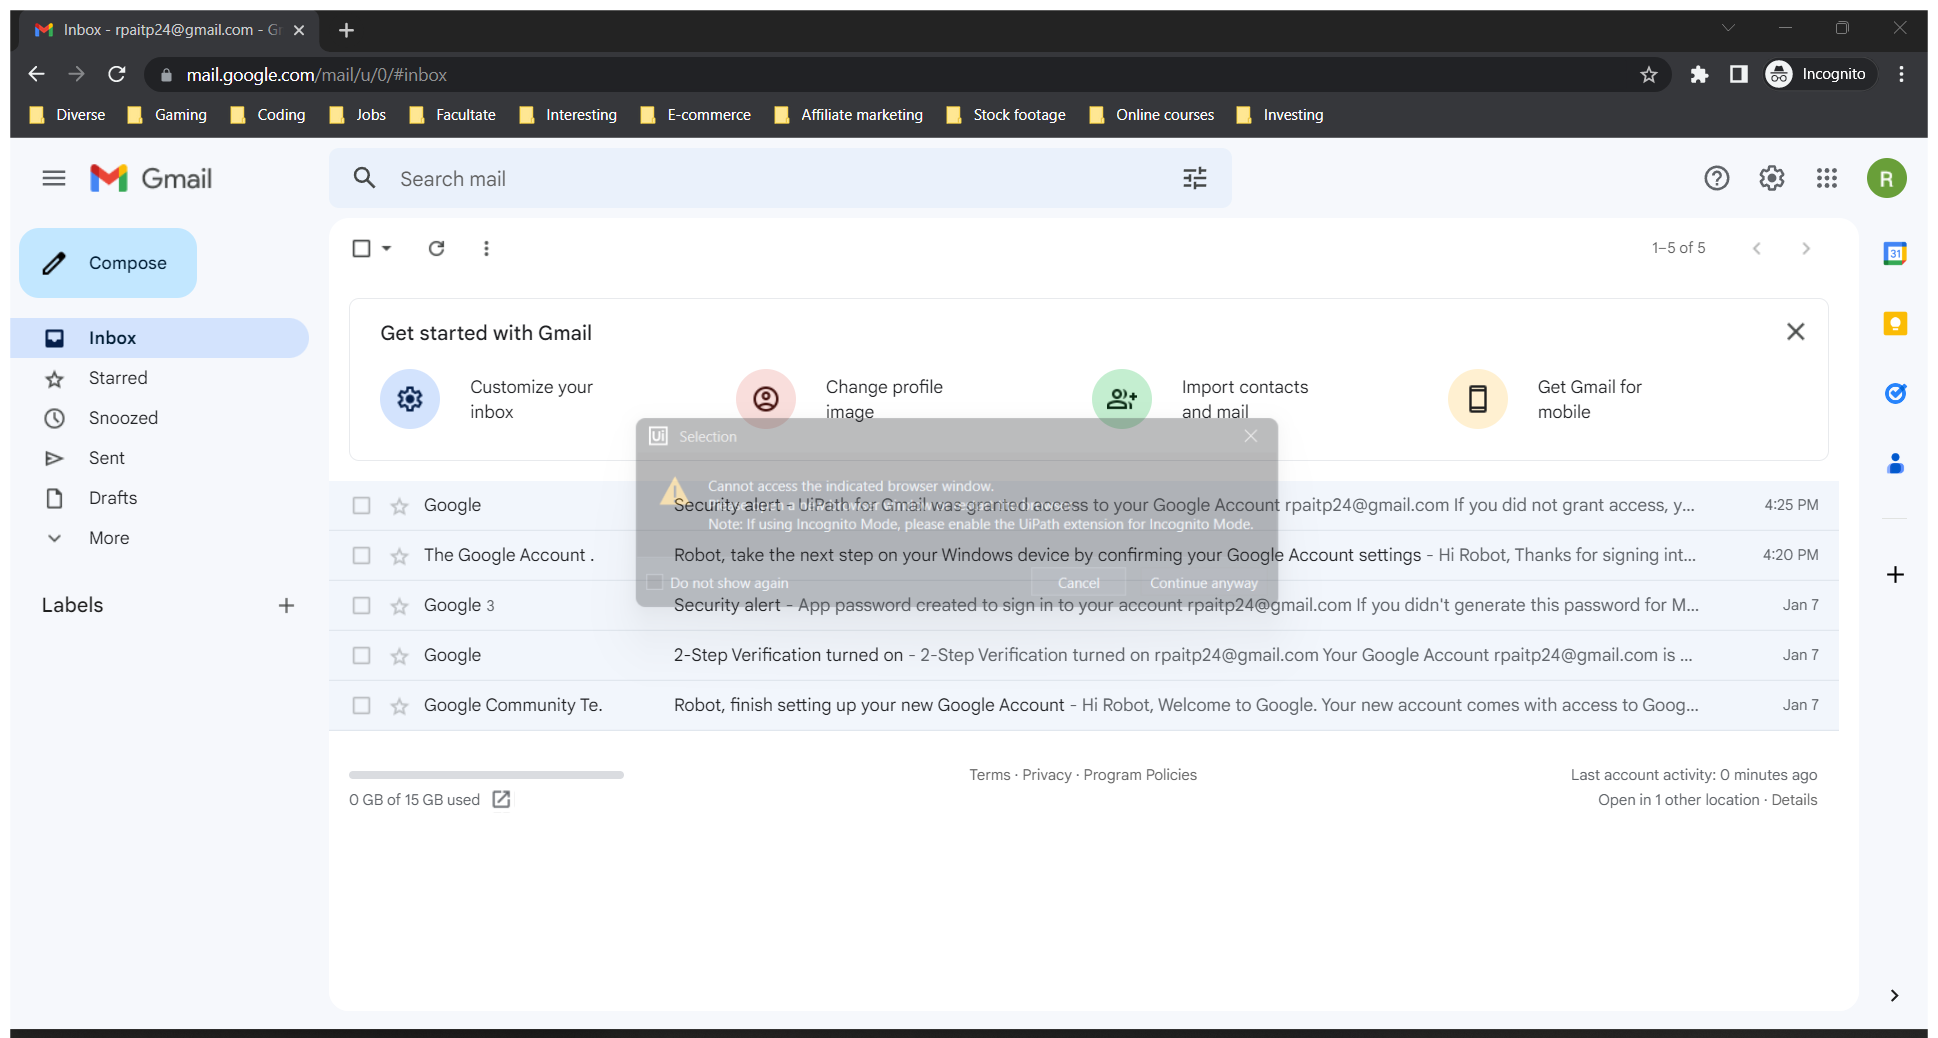 Inbox - rpaitp24@gmail.com - G
mail.google.com/mail/u/0/#inbox
Incognito
Diverse
Gaming
Coding
Jobs
Facultate
Interesting
E-commerce
Affiliate marketing
Stock footage
Online courses
Investing
Gmail
Search mail
R
Compose
1–5 of 5
31
Inbox
Starred
Snoozed
Sent
Drafts
More
Labels
Get started with Gmail
Customize your
inbox
Change profile
image
Import contacts
and mail
Get Gmail for
mobile
Ui Selection
Cannot access the indicated browser window.
Note: If using Incognito Mode, please enable the UiPath extension for Incognito Mode.
Do not show again
Cancel
Continue anyway
Google Security alert - UiPath for Gmail was granted access to your Google Account rpaitp24@gmail.com If you did not grant access, y... 4:25 PM
The Google Account . Robot, take the next step on your Windows device by confirming your Google Account settings - Hi Robot, Thanks for signing int... 4:20 PM
Google 3 Security alert - App password created to sign in to your account rpaitp24@gmail.com If you didn't generate this password for M... Jan 7
Google 2-Step Verification turned on - 2-Step Verification turned on rpaitp24@gmail.com Your Google Account rpaitp24@gmail.com is ... Jan 7
Google Community Te. Robot, finish setting up your new Google Account - Hi Robot, Welcome to Google. Your new account comes with access to Goog... Jan 7
0 GB of 15 GB used
Terms · Privacy · Program Policies
Last account activity: 0 minutes ago
Open in 1 other location · Details